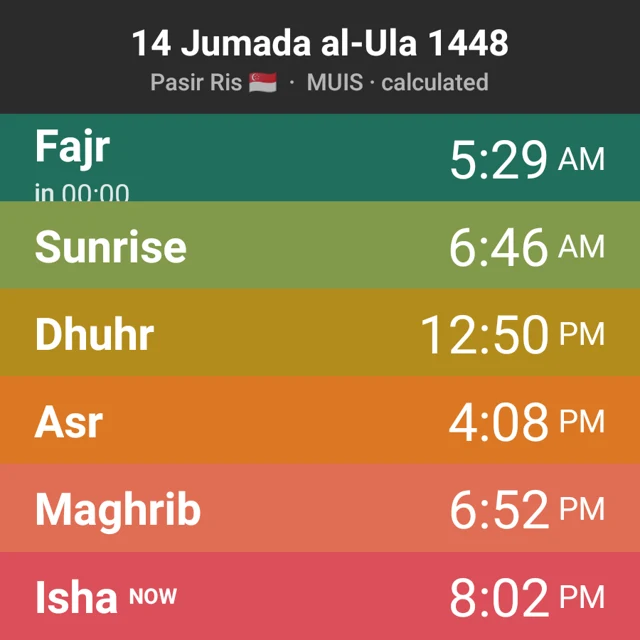 14 Jumada al-Ula 1448
Pasir Ris 🇸🇬 · MUIS · calculated
Fajr 5:29 AM
in 00:00
Sunrise 6:46 AM
Dhuhr 12:50 PM
Asr 4:08 PM
Maghrib 6:52 PM
Isha NOW 8:02 PM